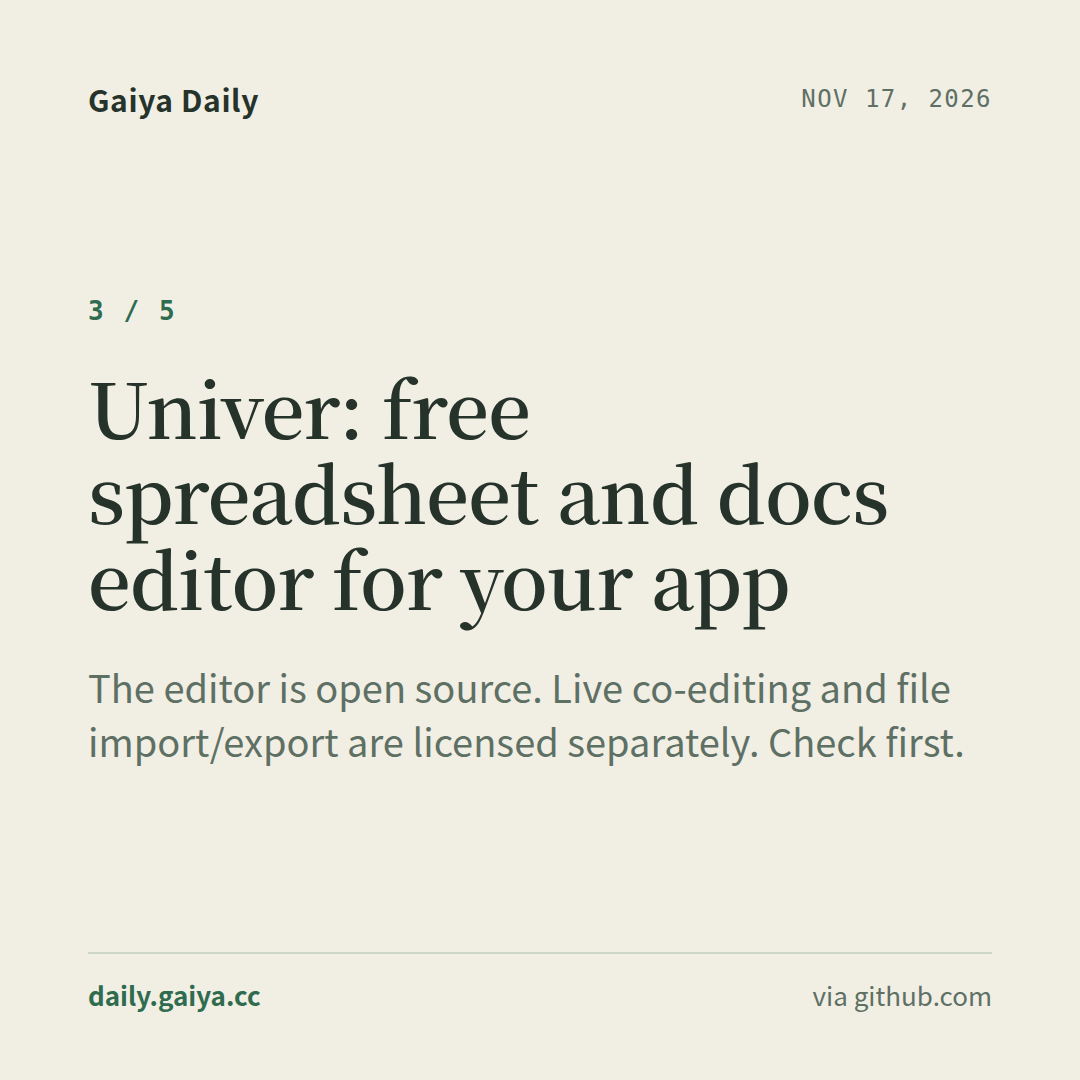 Gaiya Daily
NOV 17, 2026
3 / 5
Univer: free
spreadsheet and docs
editor for your app
The editor is open source. Live co-editing and file
import/export are licensed separately. Check first.
daily.gaiya.cc
via github.com